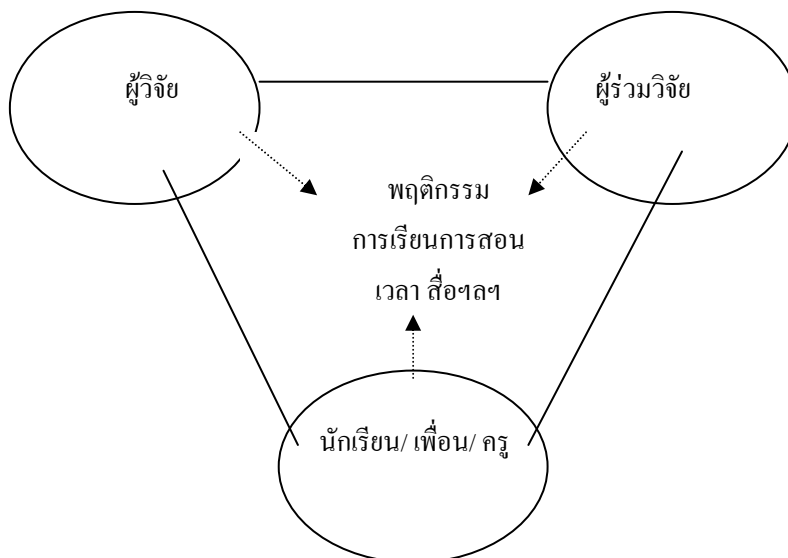 ผู้วิจัย
ผู้ร่วมวิจัย
พฤติกรรม
การเรียนการสอน
เวลา สื่อฯลฯ
นักเรียน/ เพื่อน/ ครู